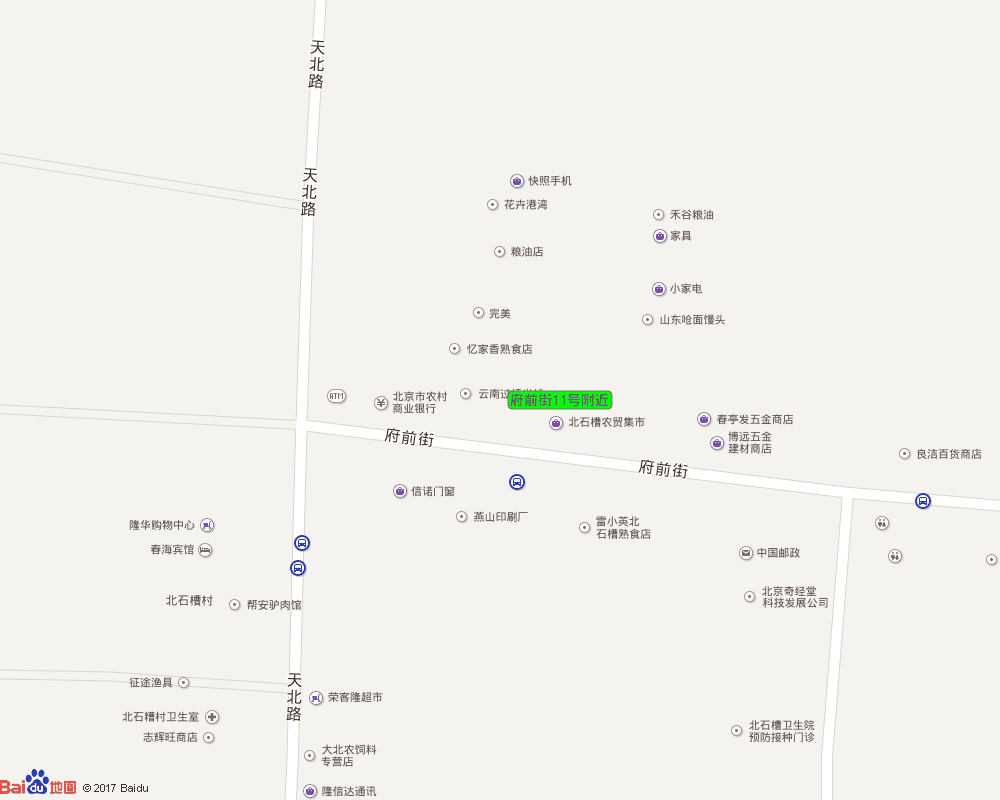 天北路
天北路
快照手机
花卉港湾
禾谷粮油
家具
粮油店
小家电
完美
山东呛面馒头
忆家香熟食店
ATM
北京市农村
商业银行
云南过
府前街11号附近
北石槽农贸集市
春亭发五金商店
博远五金
建材商店
府前街
府前街
良洁百货商店
信诺门窗
燕山印刷厂
雷小英北
石槽熟食店
隆华购物中心
春海宾馆
中国邮政
北石槽村
帮安驴肉馆
北京奇经堂
科技发展公司
征途渔具
天北路
荣客隆超市
北石糟村卫生室
志辉旺商店
北石槽卫生院
预防接种门诊
大北农饲料
专营店
隆信达通讯
Bai du 地图 © 2017 Baidu